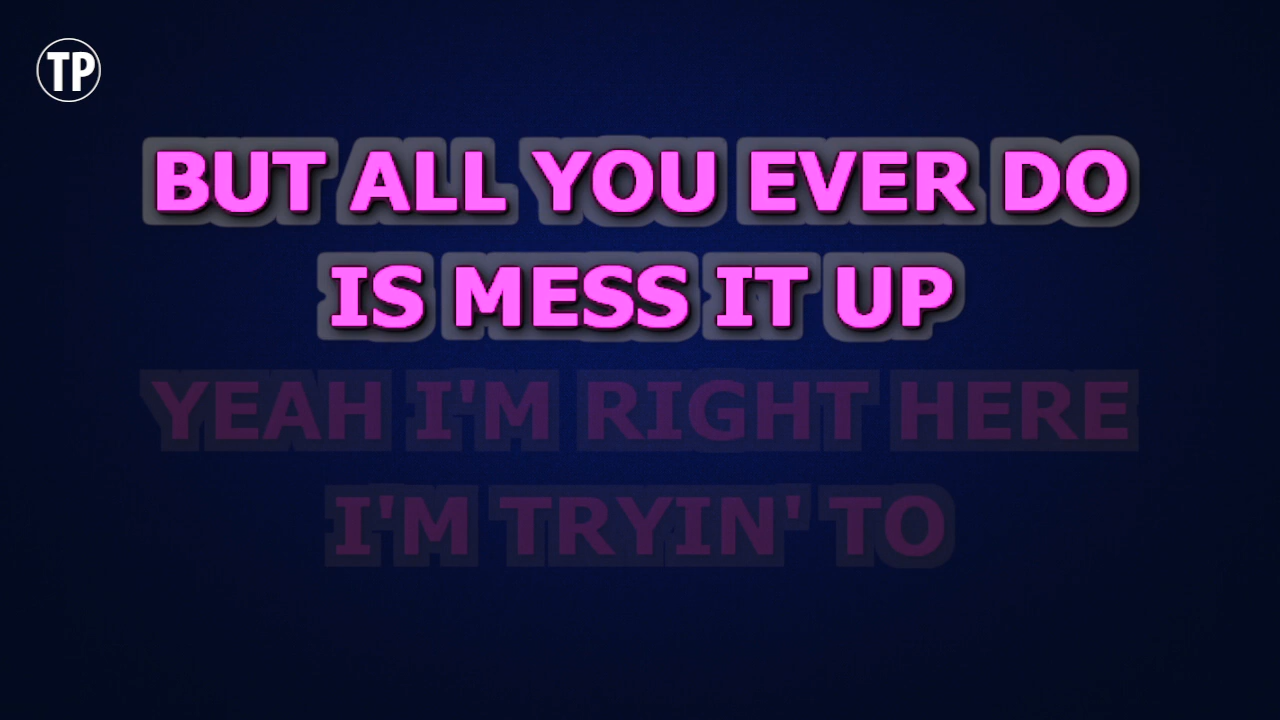 TP
BUT ALL YOU EVER DO
IS MESS IT UP
YEAH I'M RIGHT HERE
I'M TRYIN' TO